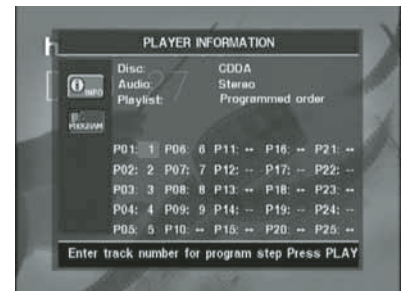 PLAYER INFORMATION
Disc: CDDA
Audio: Stereo
Playlist: Programmed order
INFO
PROGRAM
P01: 1 P06: 6 P11: -- P16: -- P21: --
P02: 2 P07: 7 P12: -- P17: -- P22: --
P03: 3 P08: 8 P13: -- P18: -- P23: --
P04: 4 P09: 9 P14: -- P19: -- P24: --
P05: 5 P10: -- P15: -- P20: -- P25: --
Enter track number for program step Press PLAY